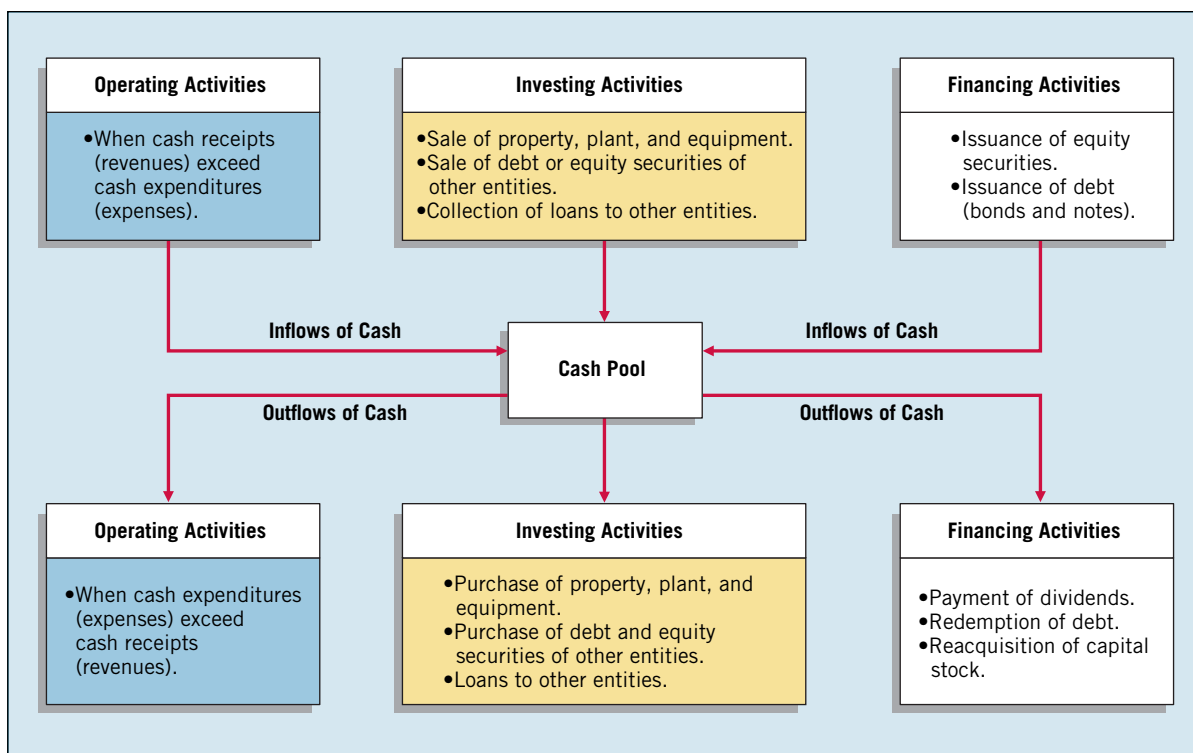 Operating Activities
•When cash receipts
(revenues) exceed
cash expenditures
(expenses).
Investing Activities
•Sale of property, plant, and equipment.
•Sale of debt or equity securities of
other entities.
•Collection of loans to other entities.
Financing Activities
•Issuance of equity
securities.
•Issuance of debt
(bonds and notes).
Inflows of Cash
Inflows of Cash
Cash Pool
Outflows of Cash
Outflows of Cash
Operating Activities
•When cash expenditures
(expenses) exceed
cash receipts
(revenues).
Investing Activities
•Purchase of property, plant, and
equipment.
•Purchase of debt and equity
securities of other entities.
•Loans to other entities.
Financing Activities
•Payment of dividends.
•Redemption of debt.
•Reacquisition of capital
stock.